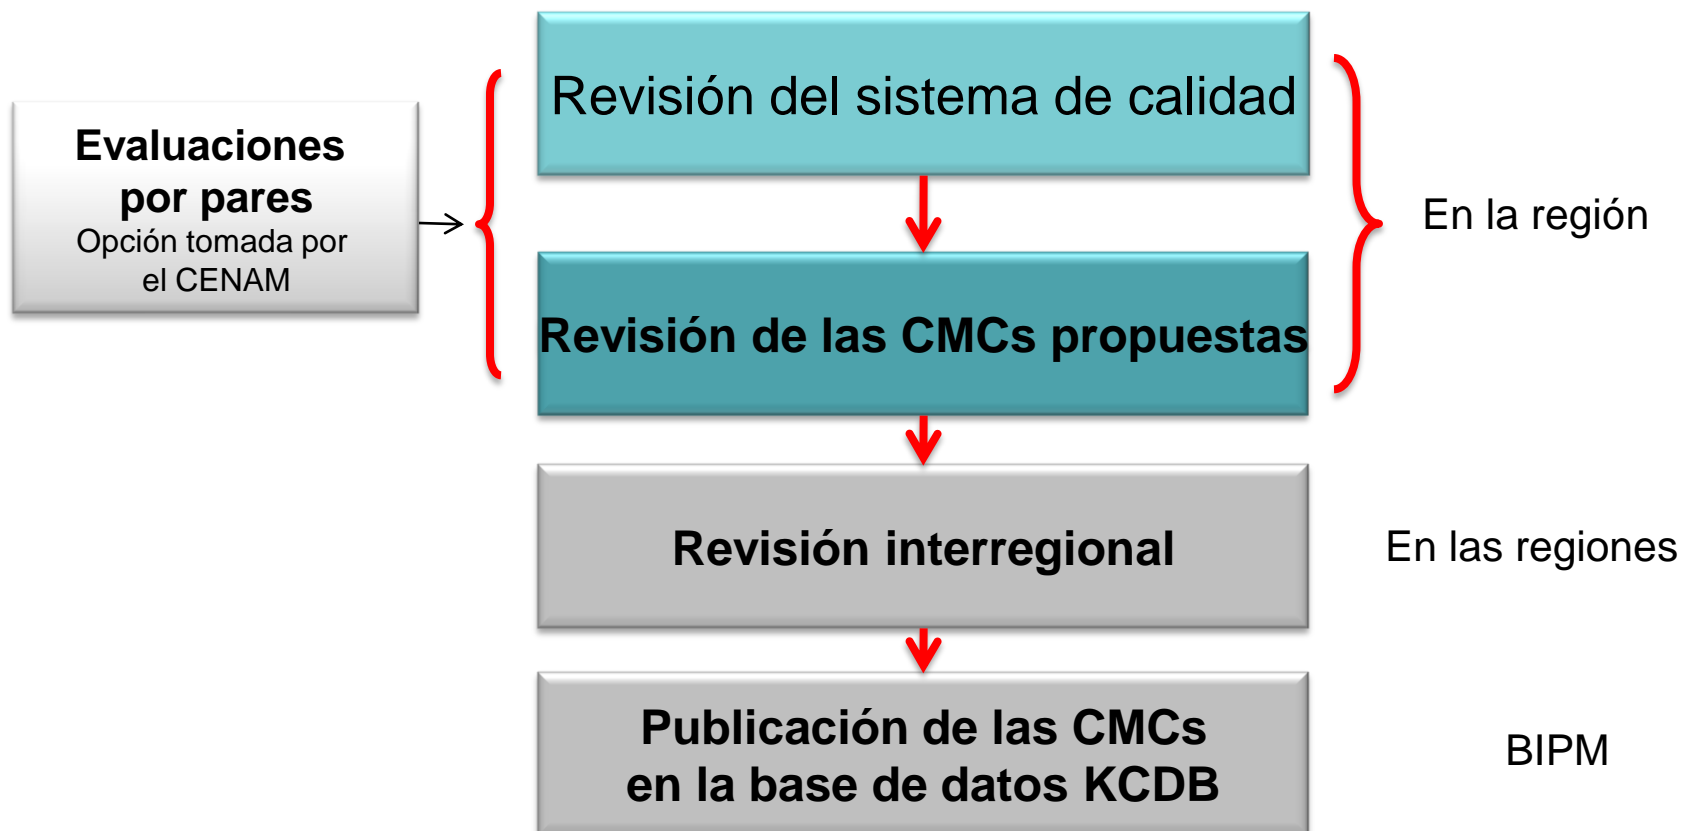 Revisión del sistema de calidad
Evaluaciones
por pares
Opción tomada por
el CENAM
En la región
Revisión de las CMCs propuestas
Revisión interregional
En las regiones
Publicación de las CMCs
en la base de datos KCDB
BIPM